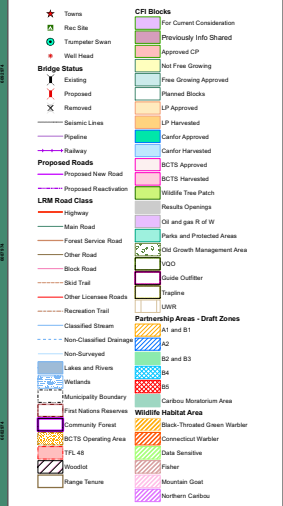 Towns
Rec Site
Trumpeter Swan
Well Head
Bridge Status
Existing
Proposed
Removed
Seismic Lines
Pipeline
Railway
Proposed Roads
Proposed New Road
Proposed Reactivation
LRM Road Class
Highway
Main Road
Forest Service Road
Other Road
Block Road
Skid Trail
Other Licensee Roads
Recreation Trail
Classified Stream
Non-Classified Drainage
Non-Surveyed
Lakes and Rivers
Wetlands
Municipality Boundary
First Nations Reserves
Community Forest
BCTS Operating Area
TFL 48
Woodlot
Range Tenure
CFI Blocks
For Current Consideration
Previously Info Shared
Approved CP
Not Free Growing
Free Growing Approved
Planned Blocks
LP Approved
LP Harvested
Canfor Approved
Canfor Harvested
BCTS Approved
BCTS Harvested
Wildlife Tree Patch
Results Openings
Oil and gas R of W
Parks and Protected Areas
Old Growth Management Area
VQO
Guide Outfitter
Trapline
UWR
Partnership Areas - Draft Zones
A1 and B1
A2
B2 and B3
B4
B5
Caribou Moratorium Area
Wildlife Habitat Area
Black-Throated Green Warbler
Connecticut Warbler
Data Sensitive
Fisher
Mountain Goat
Northern Caribou